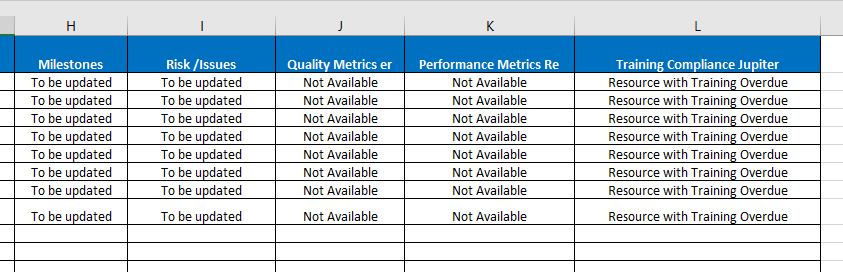 H I J K L
Milestones Risk /Issues Quality Metrics er Performance Metrics Re Training Compliance Jupiter
To be updated To be updated Not Available Not Available Resource with Training Overdue
To be updated To be updated Not Available Not Available Resource with Training Overdue
To be updated To be updated Not Available Not Available Resource with Training Overdue
To be updated To be updated Not Available Not Available Resource with Training Overdue
To be updated To be updated Not Available Not Available Resource with Training Overdue
To be updated To be updated Not Available Not Available Resource with Training Overdue
To be updated To be updated Not Available Not Available Resource with Training Overdue
To be updated To be updated Not Available Not Available Resource with Training Overdue